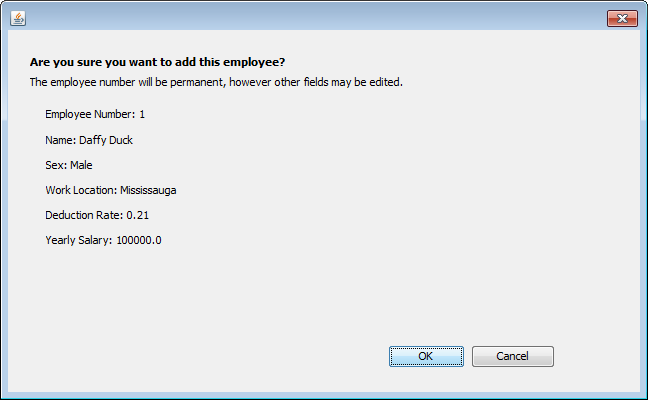 Are you sure you want to add this employee?
The employee number will be permanent, however other fields may be edited.
Employee Number: 1
Name: Daffy Duck
Sex: Male
Work Location: Mississauga
Deduction Rate: 0.21
Yearly Salary: 100000.0
OK Cancel